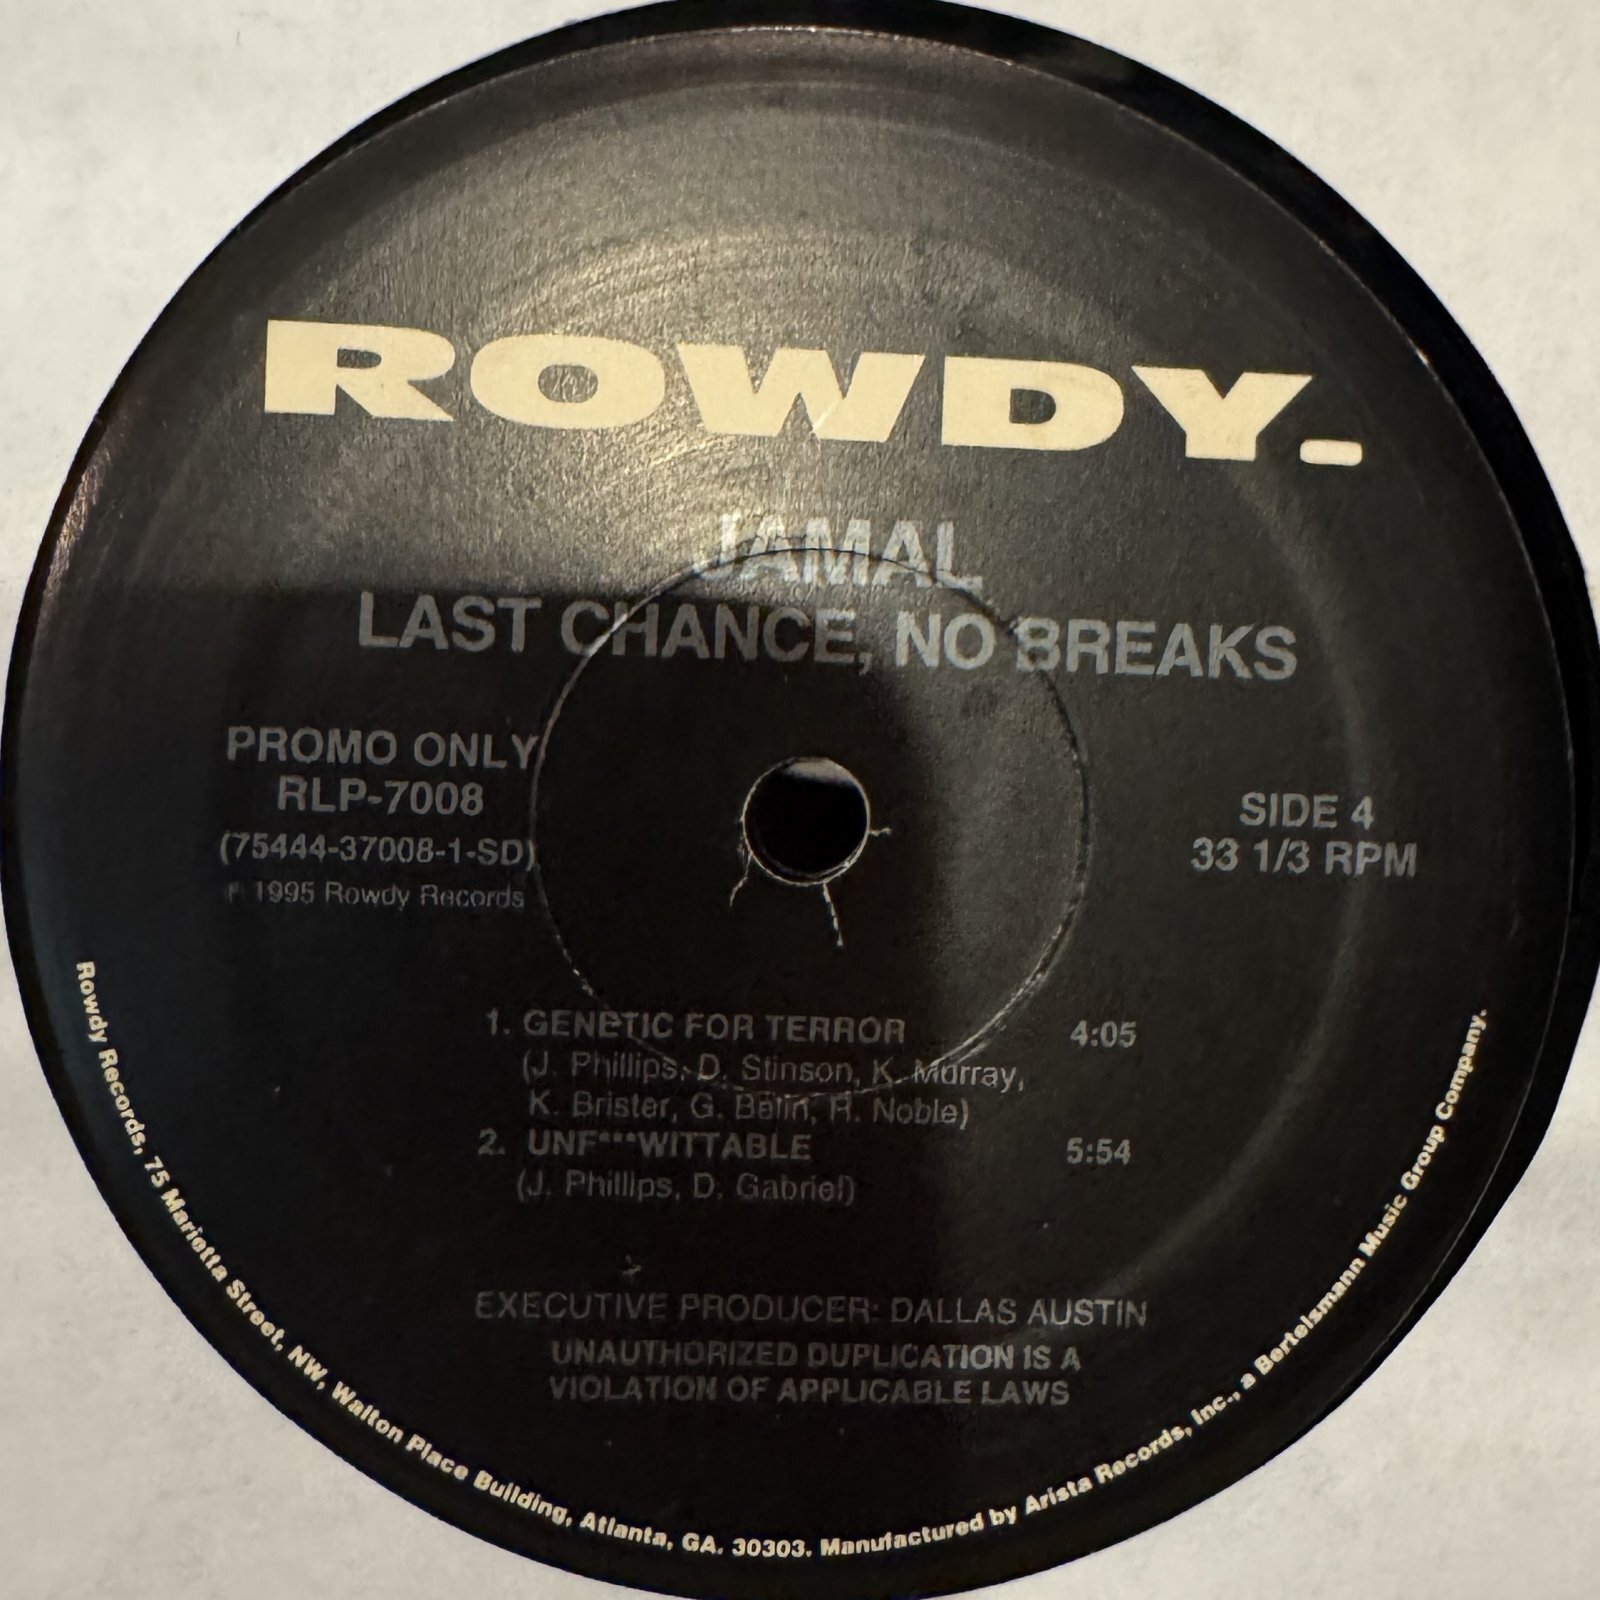 ROWDY.
JAMAL
LAST CHANCE, NO BREAKS
PROMO ONLY
RLP-7008
(75444-37008-1-SD)
℗ 1995 Rowdy Records
SIDE 4
33 1/3 RPM
1. GENETIC FOR TERROR 4:05
(J. Phillips, D. Stinson, K. Murray,
K. Brister, G. Balin, R. Noble)
2. UNF***WITTABLE 5:54
(J. Phillips, D. Gabriel)
EXECUTIVE PRODUCER: DALLAS AUSTIN
UNAUTHORIZED DUPLICATION IS A
VIOLATION OF APPLICABLE LAWS
Rowdy Records, 75 Marietta Street, NW, Walton Place Building, Atlanta, GA. 30303. Manufactured by Arista Records, Inc., a Bertelsmann Music Group Company.